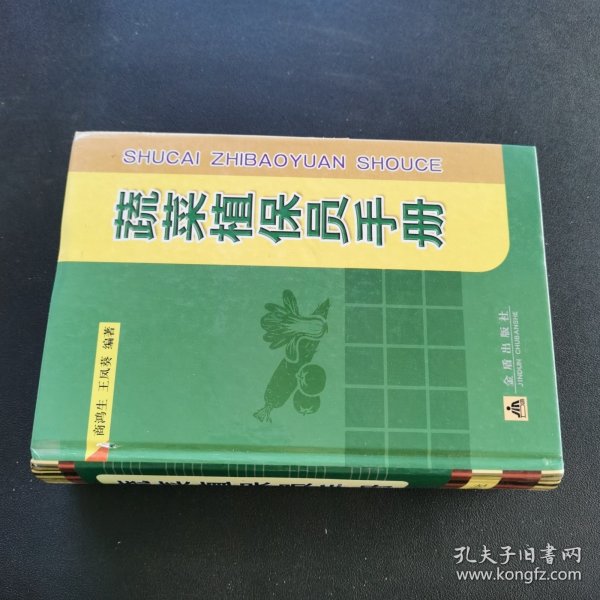 SHUCAI ZHIBAOYUAN SHOUCE
蔬菜植保员手册
商鸿生 王凤葵 编著
金盾出版社
JINDUN CHUBANSHE
孔夫子旧书网
www.kongfz.com